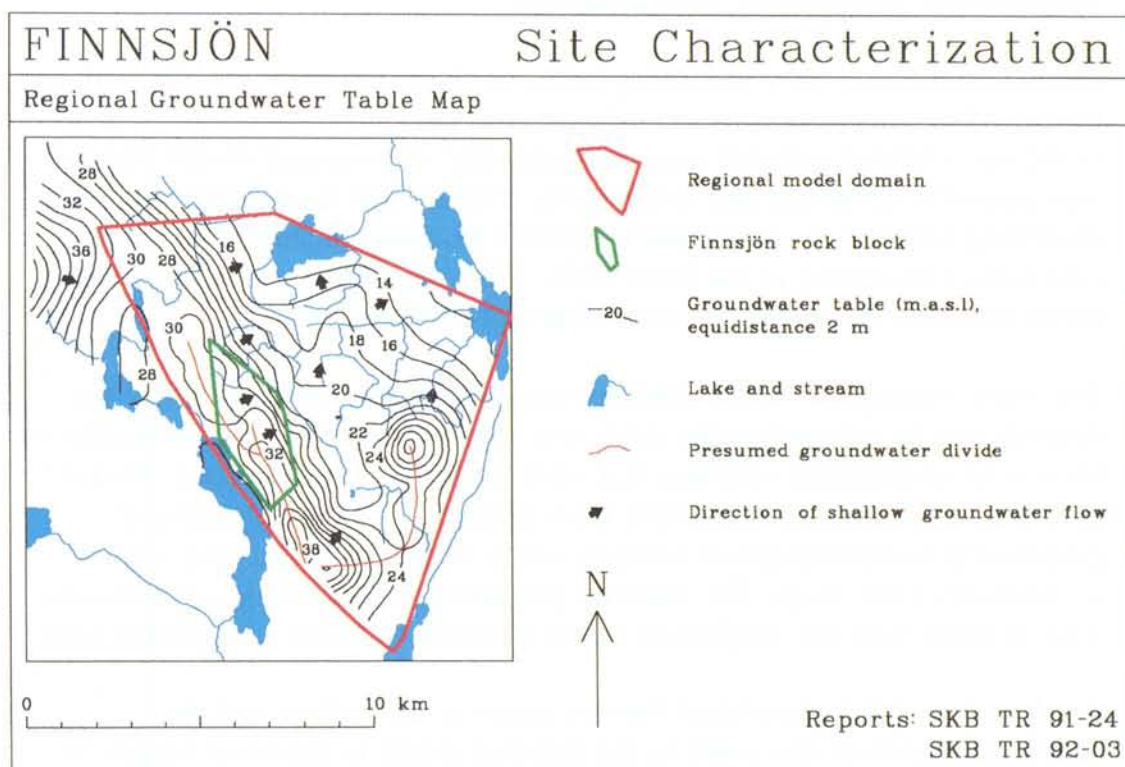 FINNSJÖN Site Characterization
Regional Groundwater Table Map
28
32
36
30
28
16
14
30
18
16
28
20
32
22
24
38
24
Regional model domain
Finnsjön rock block
20 Groundwater table (m.a.s.l),
equidistance 2 m
Lake and stream
Presumed groundwater divide
Direction of shallow groundwater flow
N
0 10 km
Reports: SKB TR 91-24
SKB TR 92-03